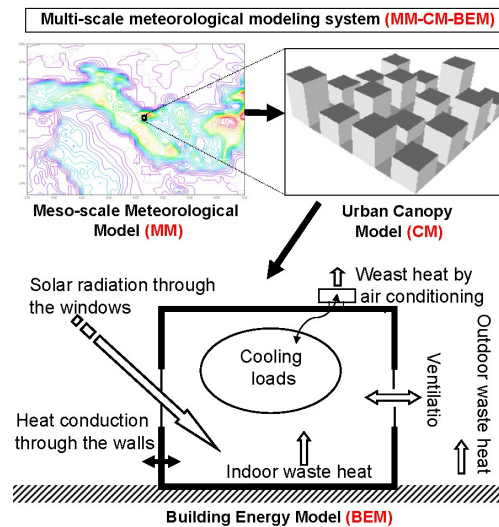 Multi-scale meteorological modeling system (MM-CM-BEM)
Meso-scale Meteorological
Model (MM)
Urban Canopy
Model (CM)
Weast heat by
air conditioning
Solar radiation through
the windows
Cooling
loads
Ventilatio
Outdoor waste heat
Heat conduction
through the walls
Indoor waste heat
Building Energy Model (BEM)